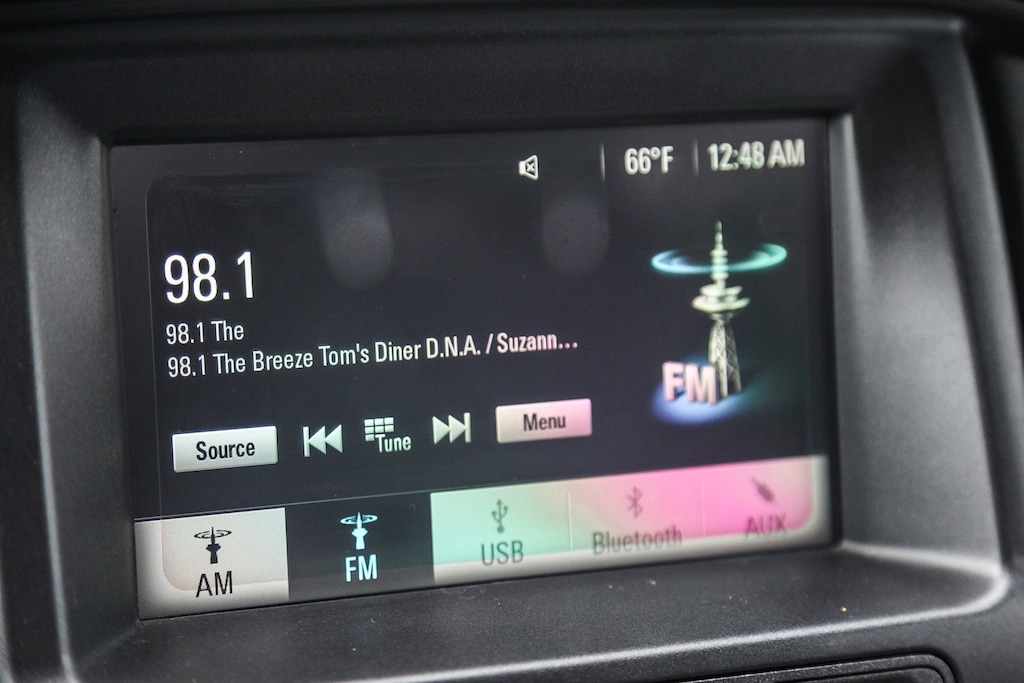 66°F 12:48 AM
98.1
98.1 The
98.1 The Breeze Tom's Diner D.N.A. / Suzann...
FM
Source Tune Menu
AM FM USB Bluetooth AUX